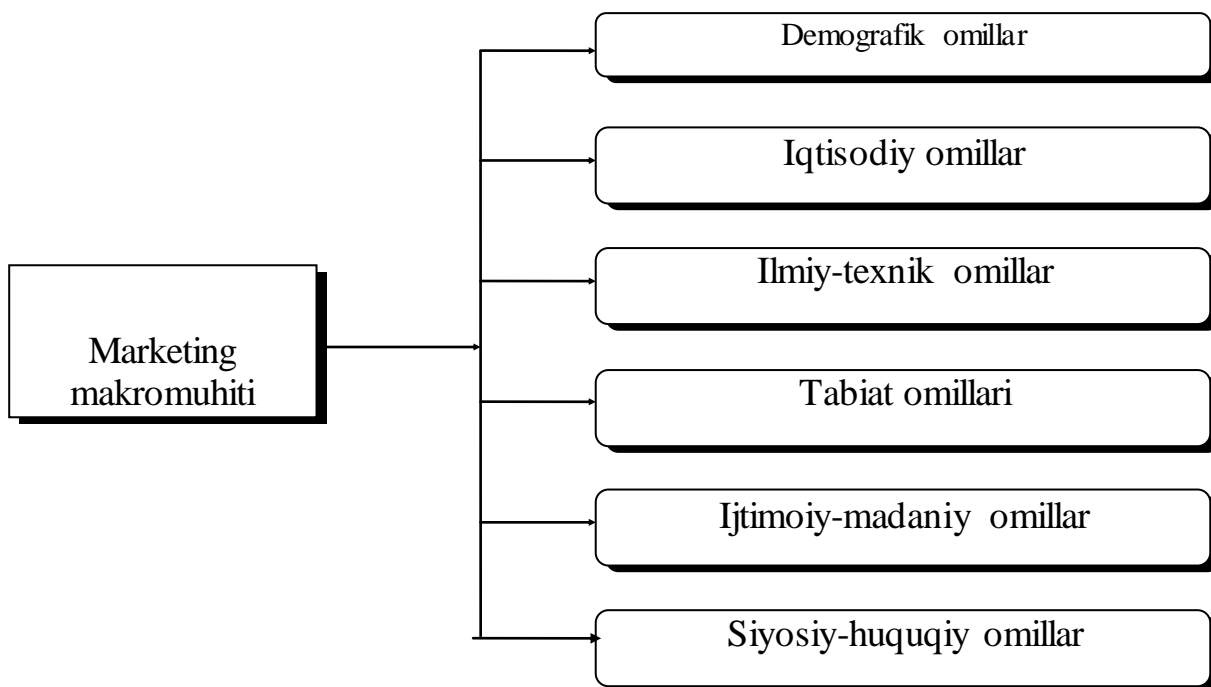 Demografik omillar
Iqtisodiy omillar
Ilmiy-texnik omillar
Marketing
makromuhiti
Tabiat omillari
Ijtimoiy-madaniy omillar
Siyosiy-huquqiy omillar